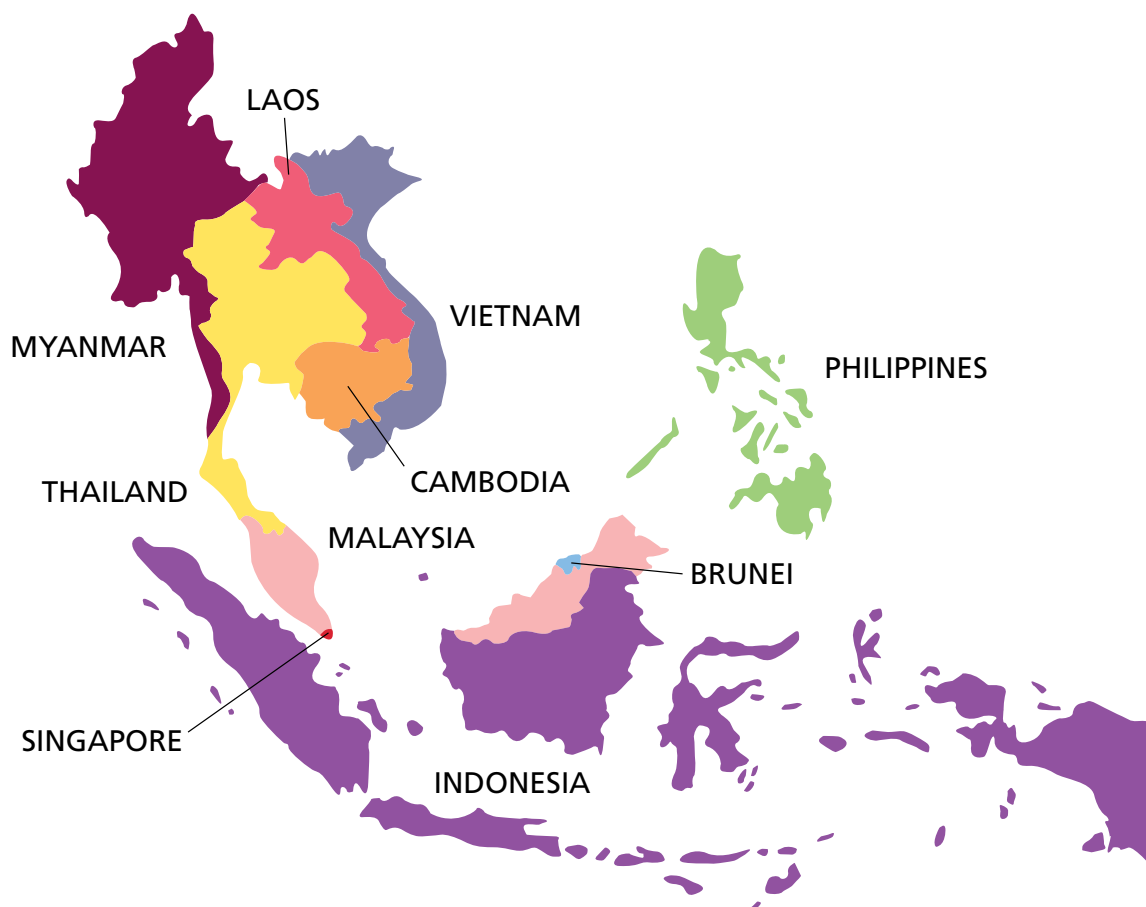 LAOS
VIETNAM
MYANMAR
PHILIPPINES
CAMBODIA
THAILAND
MALAYSIA
BRUNEI
SINGAPORE
INDONESIA